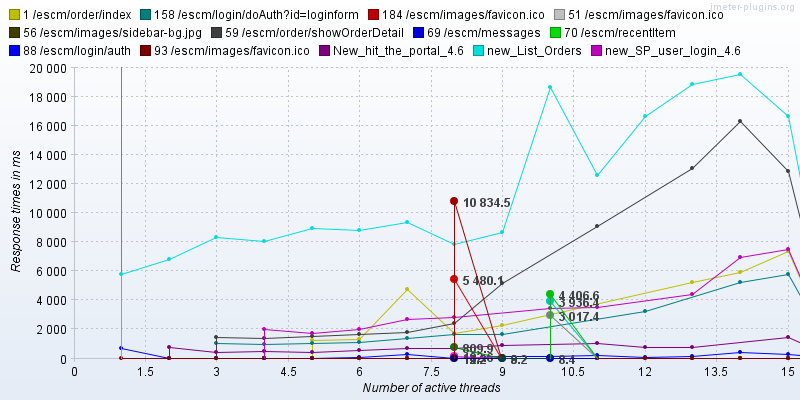 jmeter-plugins.org
1 /escm/order/index 158 /escm/login/doAuth?id=loginform 184 /escm/images/favicon.ico 51 /escm/images/favicon.ico
56 /escm/images/sidebar-bg.jpg 59 /escm/order/showOrderDetail 69 /escm/messages 70 /escm/recentItem
88 /escm/login/auth 93 /escm/images/favicon.ico New_hit_the_portal_4.6 new_List_Orders new_SP_user_login_4.6
20 000
18 000
16 000
14 000
12 000
10 000
8 000
6 000
4 000
2 000
0
Response times in ms
10 834.5
5 480.1
4 406.6
3 936.4
3 017.4
809.9
8.2
8.4
0 1.5 3 4.5 6 7.5 9 10.5 12 13.5 15
Number of active threads